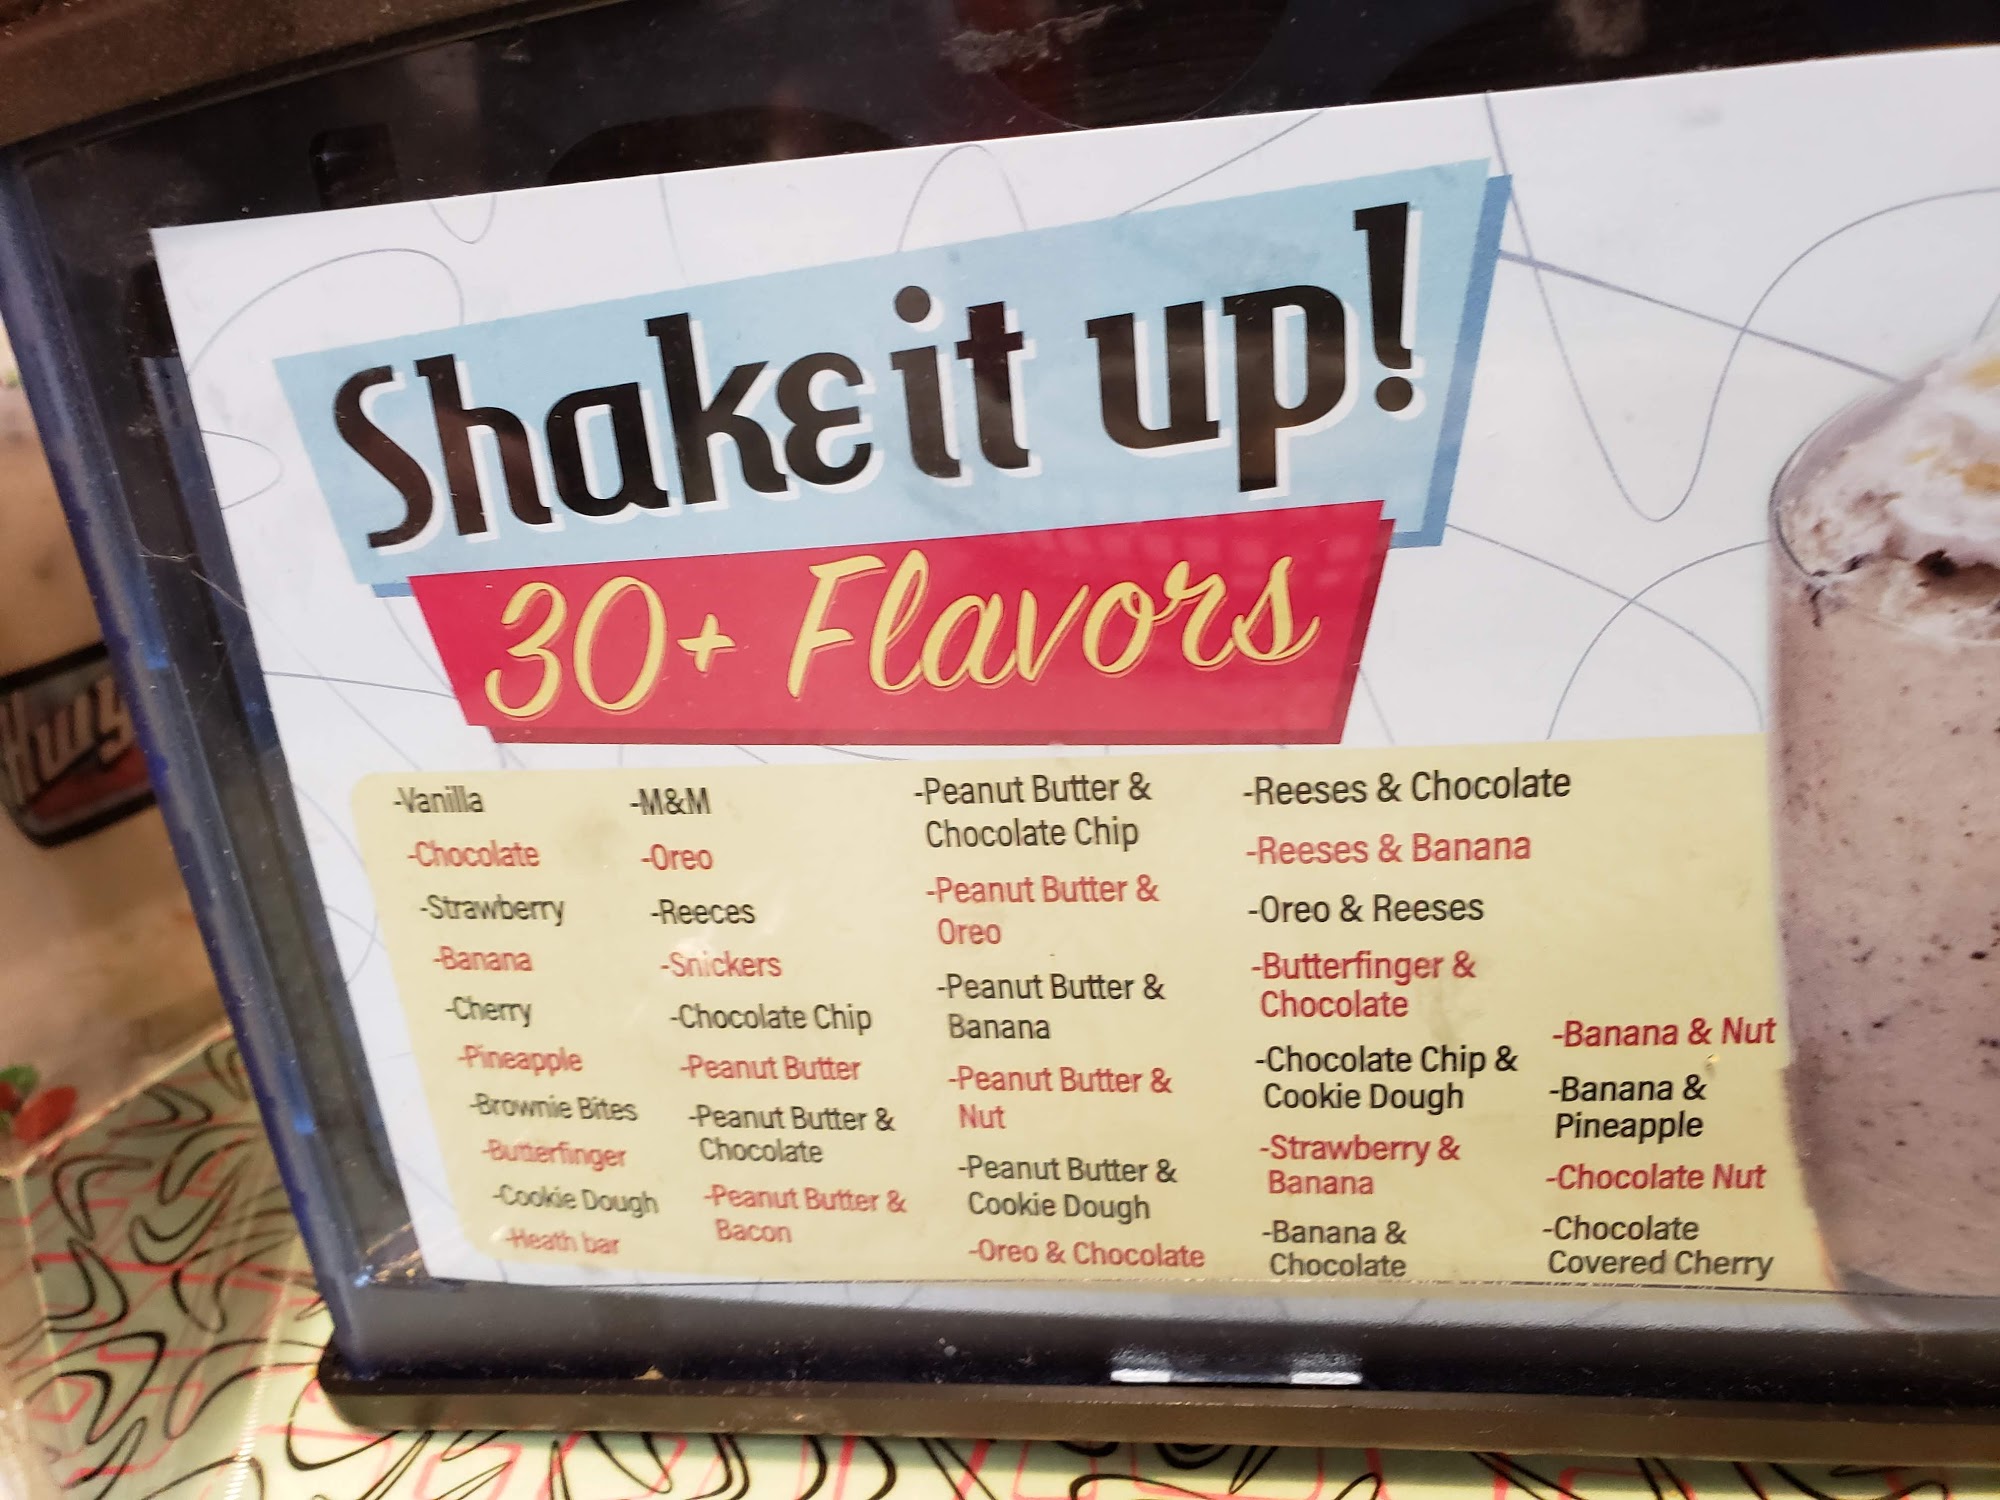 Shake it up!
30+ Flavors
-Vanilla
-Chocolate
-Strawberry
-Banana
-Cherry
-Pineapple
-Brownie Bites
-Butterfinger
-Cookie Dough
-Heath bar
-M&M
-Oreo
-Reeces
-Snickers
-Chocolate Chip
-Peanut Butter
-Peanut Butter &
Chocolate
-Peanut Butter &
Bacon
-Peanut Butter &
Chocolate Chip
-Peanut Butter &
Oreo
-Peanut Butter &
Banana
-Peanut Butter &
Nut
-Peanut Butter &
Cookie Dough
-Oreo & Chocolate
-Reeses & Chocolate
-Reeses & Banana
-Oreo & Reeses
-Butterfinger &
Chocolate
-Chocolate Chip &
Cookie Dough
-Strawberry &
Banana
-Banana &
Chocolate
-Banana & Nut
-Banana &
Pineapple
-Chocolate Nut
-Chocolate
Covered Cherry